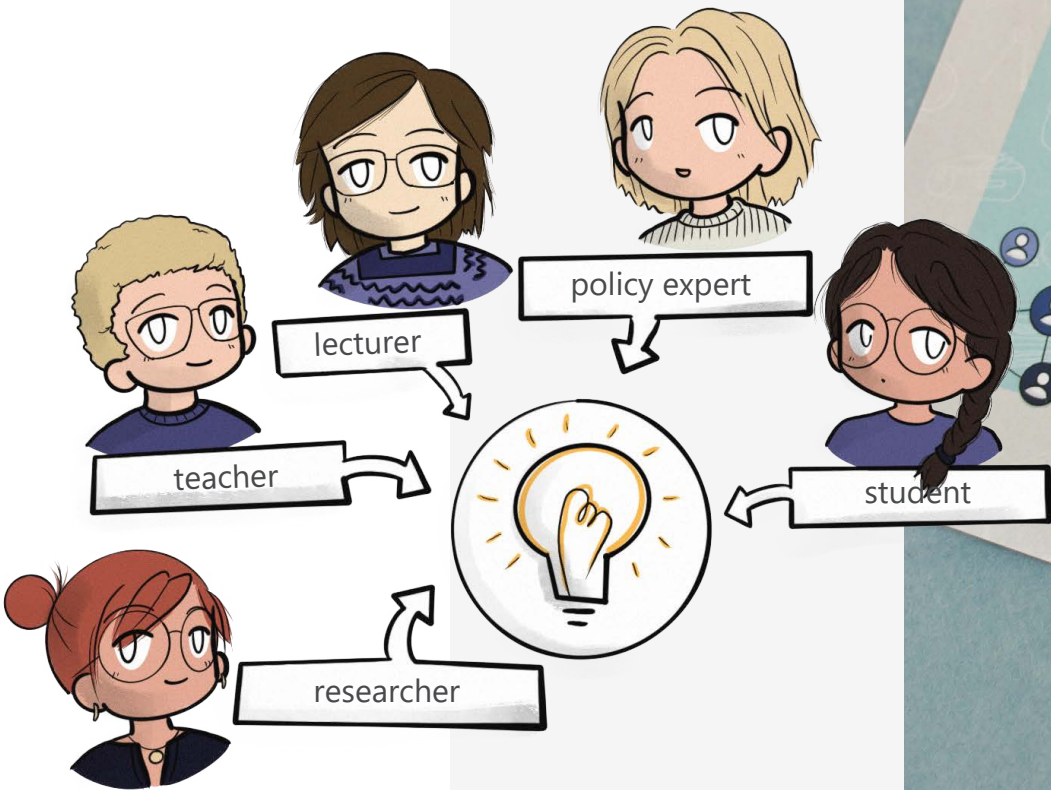 policy expert
lecturer
teacher
student
researcher